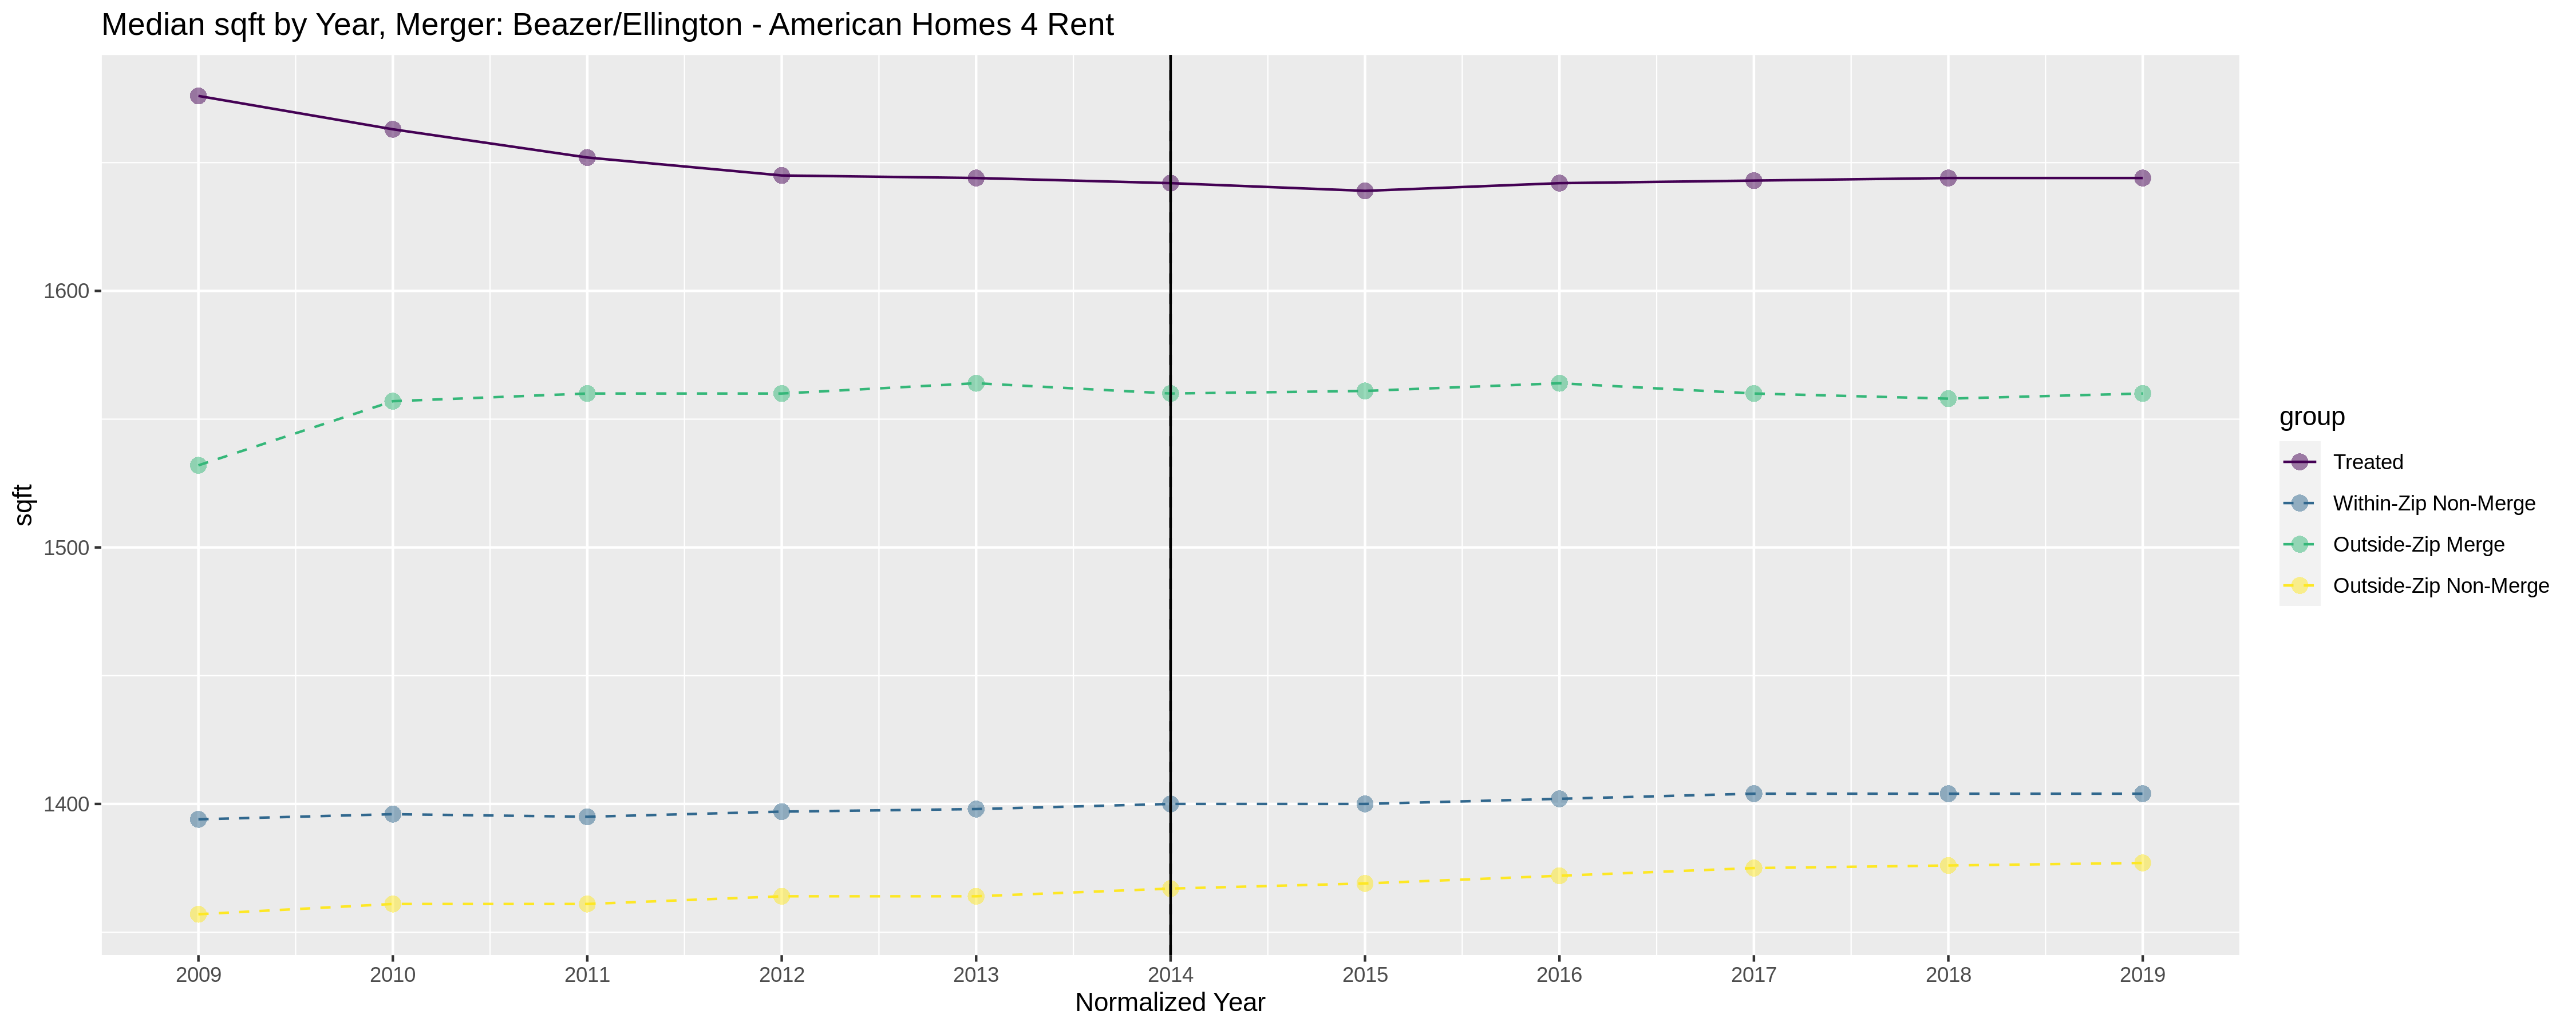 Median sqft by Year, Merger: Beazer/Ellington - American Homes 4 Rent
sqft
1600
1500
1400
2009 2010 2011 2012 2013 2014 2015 2016 2017 2018 2019
Normalized Year
group
Treated
Within-Zip Non-Merge
Outside-Zip Merge
Outside-Zip Non-Merge